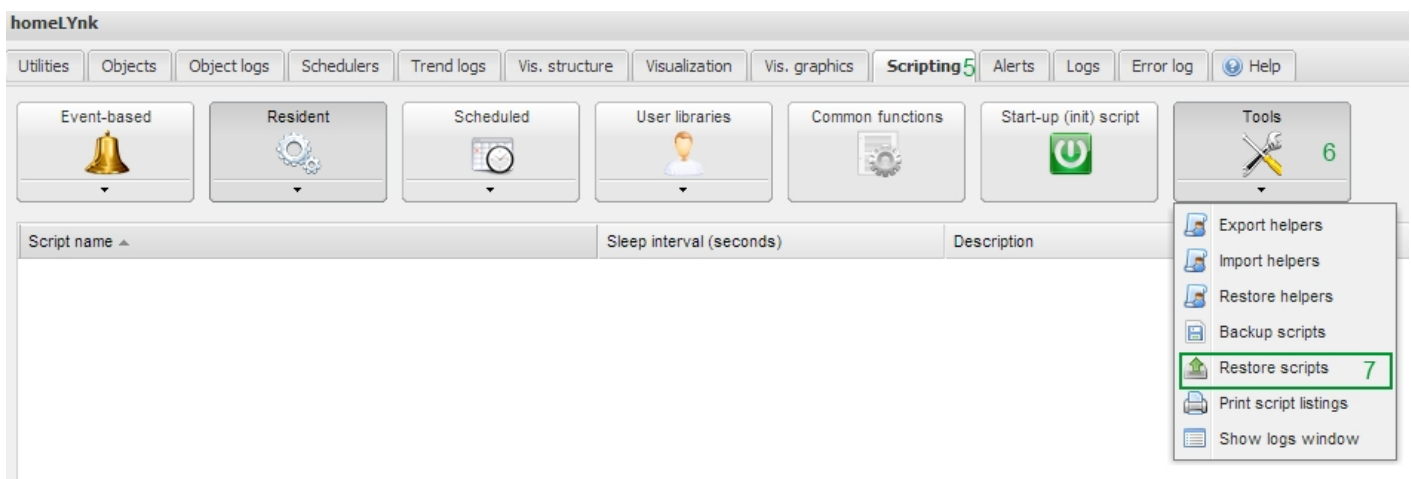 homeLYnk
Utilities Objects Object logs Schedulers Trend logs Vis. structure Visualization Vis. graphics Scripting 5 Alerts Logs Error log Help
Event-based Resident Scheduled User libraries Common functions Start-up (init) script Tools
6
Script name Sleep interval (seconds) Description
Export helpers
Import helpers
Restore helpers
Backup scripts
Restore scripts 7
Print script listings
Show logs window